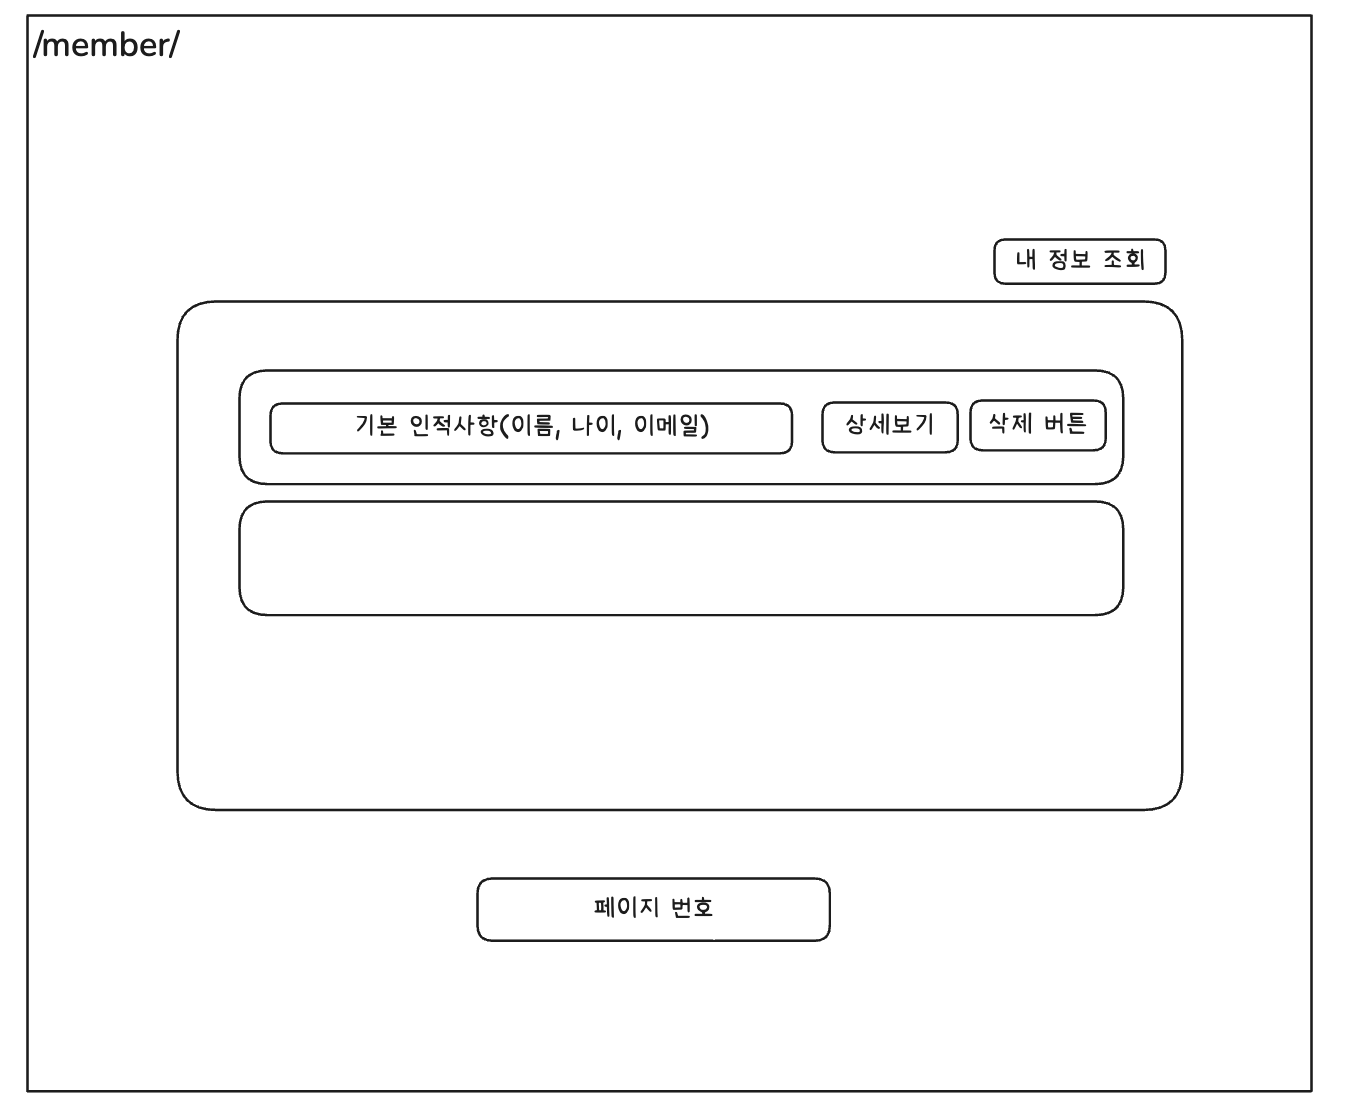 /member/
내 정보 조회
기본 인적사항(이름, 나이, 이메일)
상세보기
삭제 버튼
페이지 번호